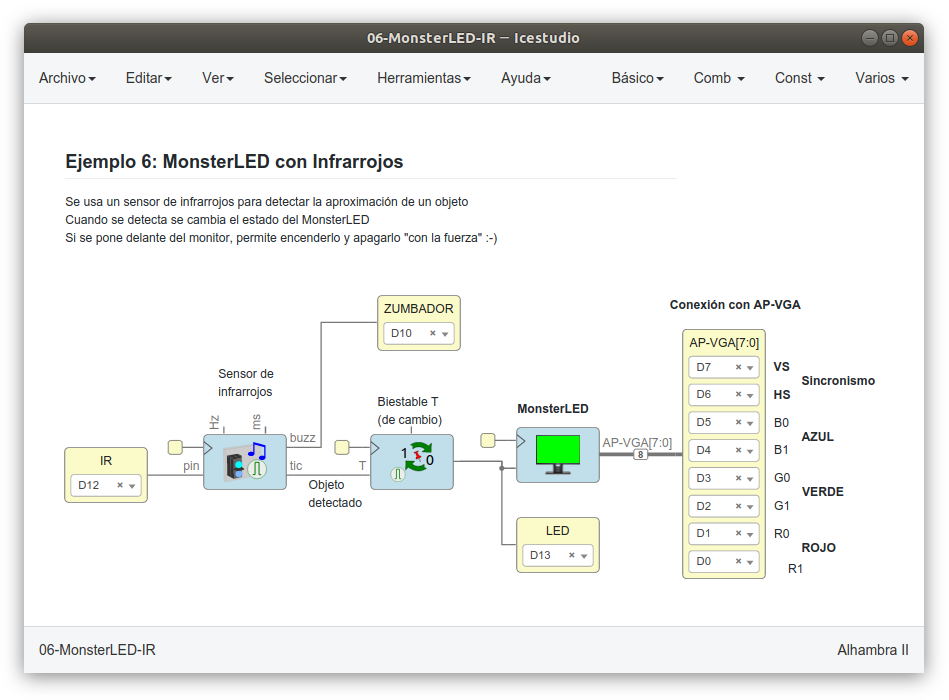 06-MonsterLED-IR — Icestudio
Archivo Editar Ver Seleccionar Herramientas Ayuda Básico Comb Const Varios
Ejemplo 6: MonsterLED con Infrarrojos
Se usa un sensor de infrarrojos para detectar la aproximación de un objeto
Cuando se detecta se cambia el estado del MonsterLED
Si se pone delante del monitor, permite encenderlo y apagarlo "con la fuerza" :-)
IR
D12
Sensor de
infrarrojos
Hz ms
pin
buzz
tic
Objeto
detectado
ZUMBADOR
D10
Biestable T
(de cambio)
T
1 0
MonsterLED
AP-VGA[7:0]
8
LED
D13
Conexión con AP-VGA
AP-VGA[7:0]
D7 VS
Sincronismo
D6 HS
D5 B0
AZUL
D4 B1
D3 G0
VERDE
D2 G1
D1 R0
ROJO
D0 R1
06-MonsterLED-IR Alhambra II